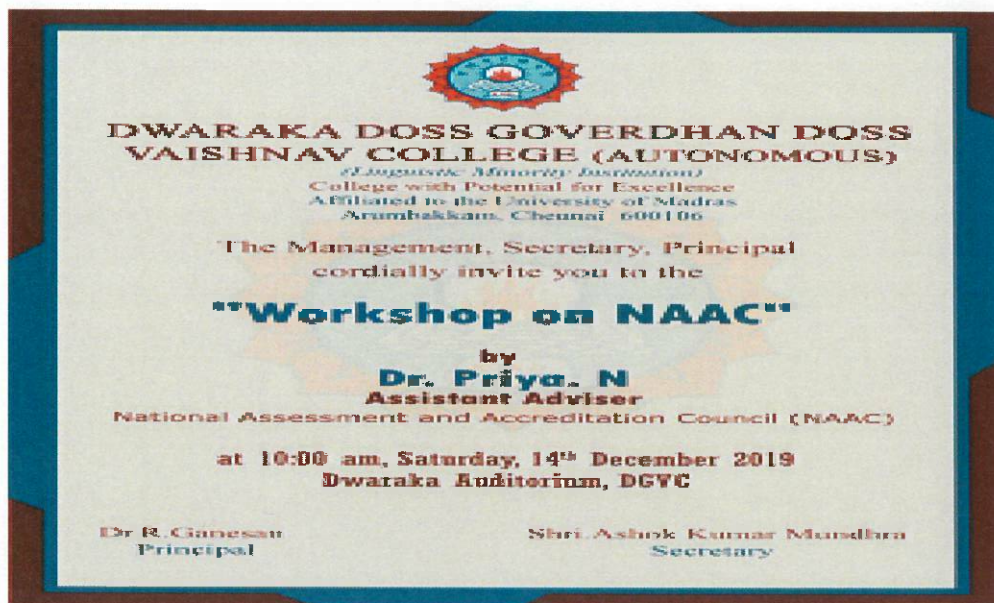 DWARAKA DOSS GOVERDHAN DOSS
VAISHNAV COLLEGE (AUTONOMOUS)
(Linguistic Minority Institution)
College with Potential for Excellence
Affiliated to the University of Madras
Arumbakkam, Chennai 600106
The Management, Secretary, Principal
cordially invite you to the
"Workshop on NAAC"
by
Dr. Priya. N
Assistant Adviser
National Assessment and Accreditation Council (NAAC)
at 10:00 am, Saturday, 14th December 2019
Dwaraka Auditorium, DGVC
Dr R.Ganesan
Principal
Shri.Ashok Kumar Mundhra
Secretary